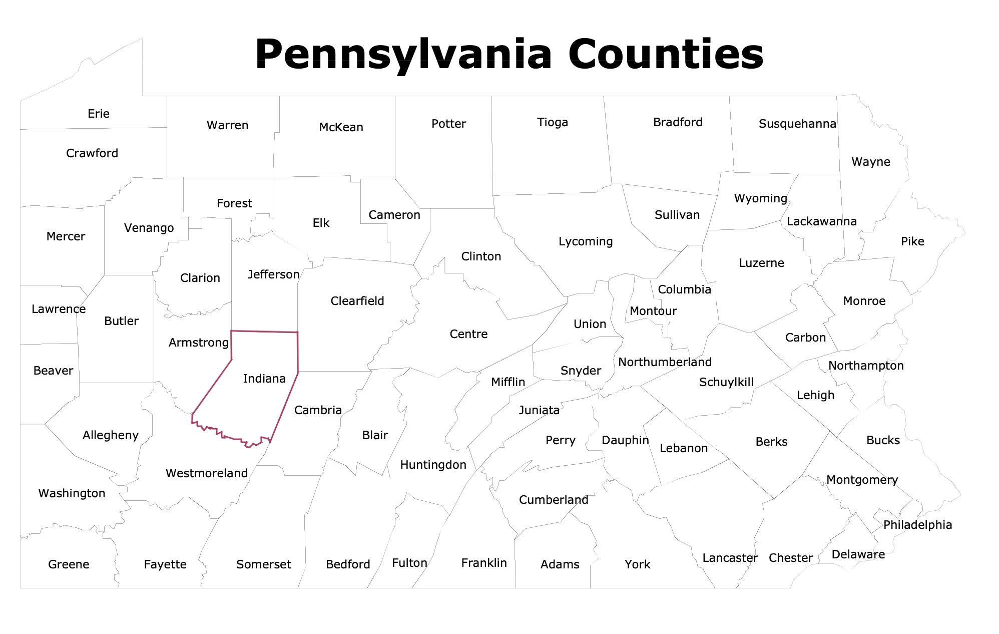 Pennsylvania Counties
Erie
Warren
McKean
Potter
Tioga
Bradford
Susquehanna
Crawford
Wayne
Forest
Wyoming
Elk
Cameron
Sullivan
Lackawanna
Venango
Mercer
Lycoming
Pike
Clinton
Luzerne
Clarion
Jefferson
Columbia
Clearfield
Monroe
Lawrence
Butler
Montour
Union
Centre
Carbon
Armstrong
Northumberland
Northampton
Beaver
Snyder
Indiana
Mifflin
Schuylkill
Lehigh
Cambria
Juniata
Allegheny
Blair
Perry
Dauphin
Lebanon
Berks
Bucks
Huntingdon
Westmoreland
Montgomery
Washington
Cumberland
Philadelphia
Greene
Fayette
Somerset
Bedford
Fulton
Franklin
Adams
York
Lancaster
Chester
Delaware